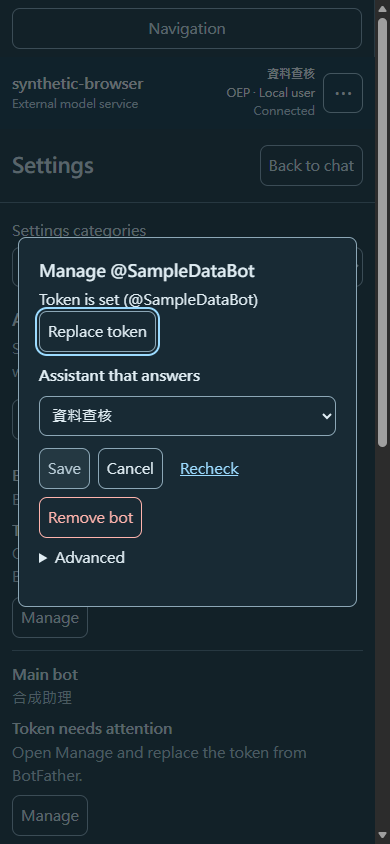 Navigation
synthetic-browser
External model service
資料查核
OEP · Local user
Connected
...
Settings
Back to chat
Settings categories
Manage @SampleDataBot
Token is set (@SampleDataBot)
Replace token
Assistant that answers
資料查核
Save
Cancel
Recheck
Remove bot
Advanced
Manage
Main bot
合成助理
Token needs attention
Open Manage and replace the token from
BotFather.
Manage